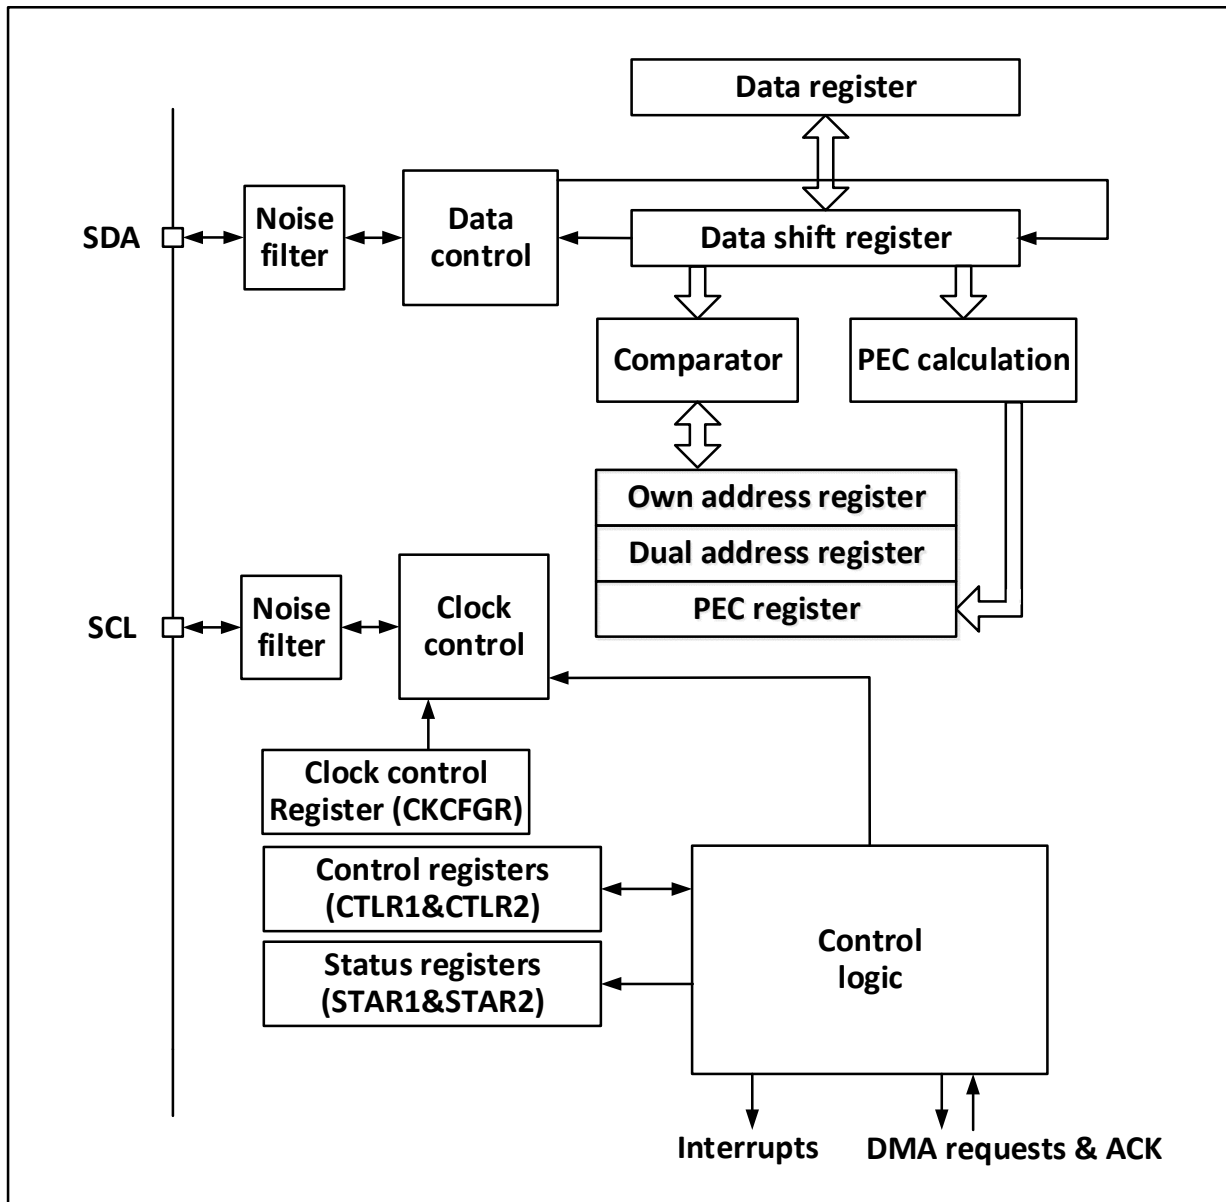 Data register
SDA
Noise
filter
Data
control
Data shift register
Comparator
PEC calculation
Own address register
Dual address register
PEC register
SCL
Noise
filter
Clock
control
Clock control
Register (CKCFGR)
Control registers
(CTLR1&CTLR2)
Status registers
(STAR1&STAR2)
Control
logic
Interrupts
DMA requests & ACK